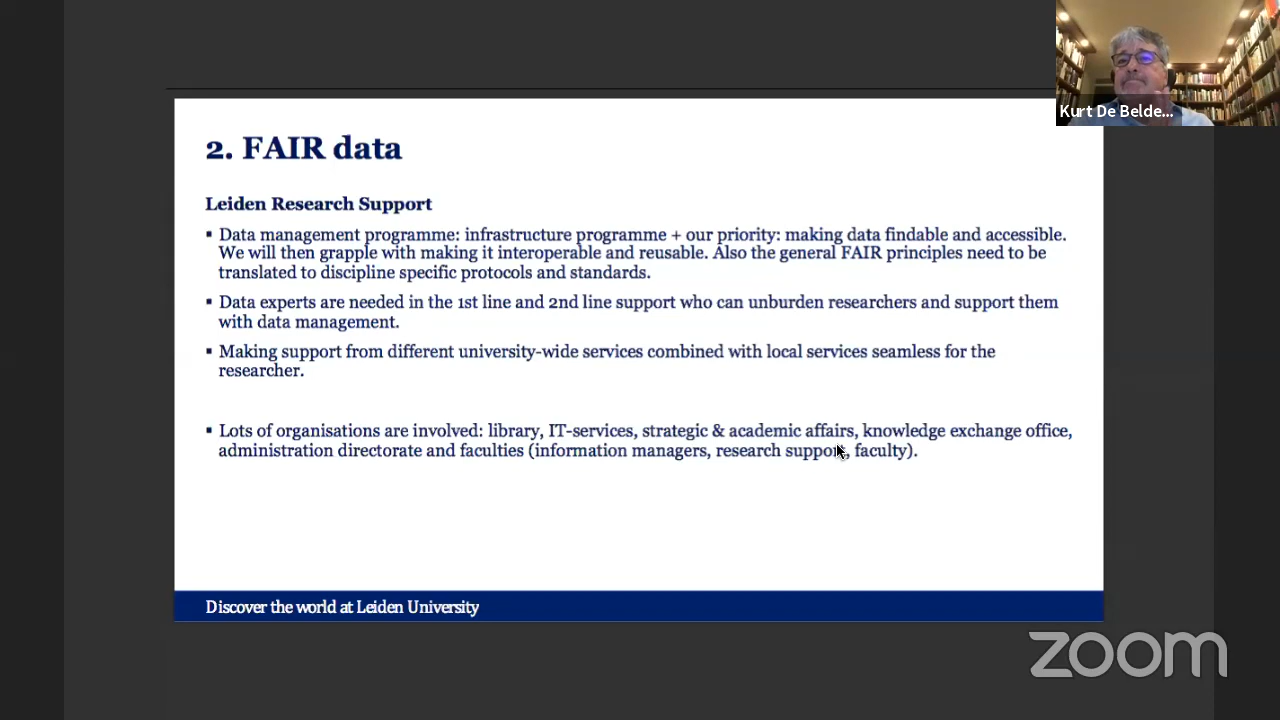 Kurt De Belde...
2. FAIR data
Leiden Research Support
▪ Data management programme: infrastructure programme + our priority: making data findable and accessible.
We will then grapple with making it interoperable and reusable. Also the general FAIR principles need to be
translated to discipline specific protocols and standards.
▪ Data experts are needed in the 1st line and 2nd line support who can unburden researchers and support them
with data management.
▪ Making support from different university-wide services combined with local services seamless for the
researcher.
▪ Lots of organisations are involved: library, IT-services, strategic & academic affairs, knowledge exchange office,
administration directorate and faculties (information managers, research support, faculty).
Discover the world at Leiden University
zoom